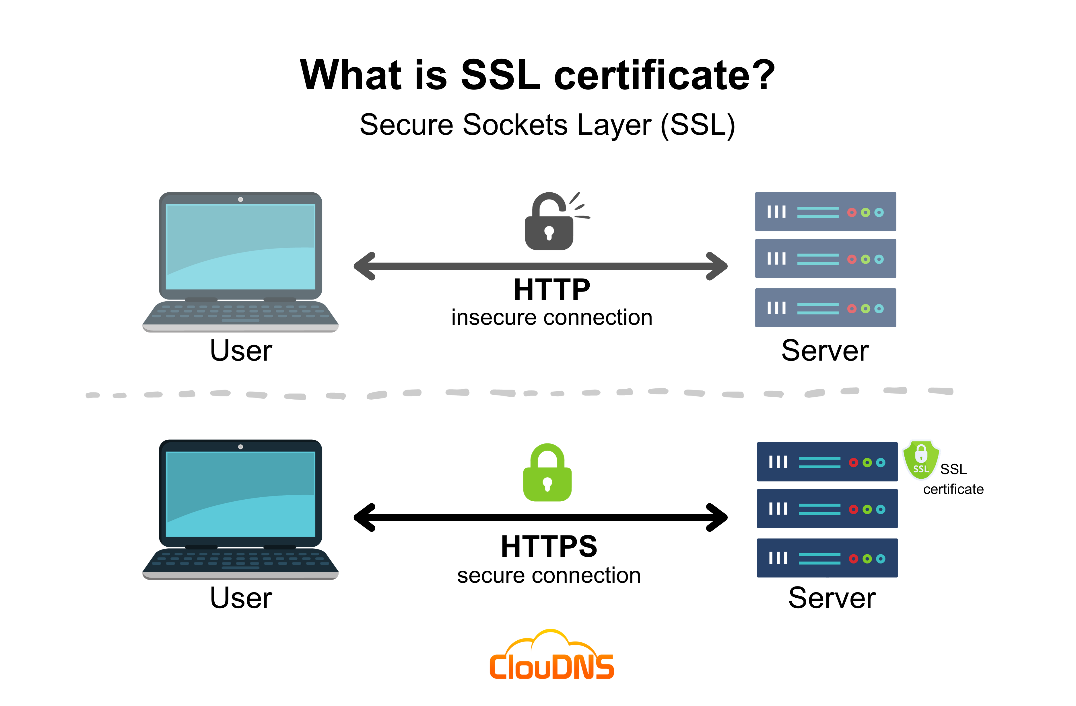 What is SSL certificate?
Secure Sockets Layer (SSL)
HTTP
insecure connection
User
Server
SSL
SSL
certificate
HTTPS
secure connection
User
Server
ClouDNS